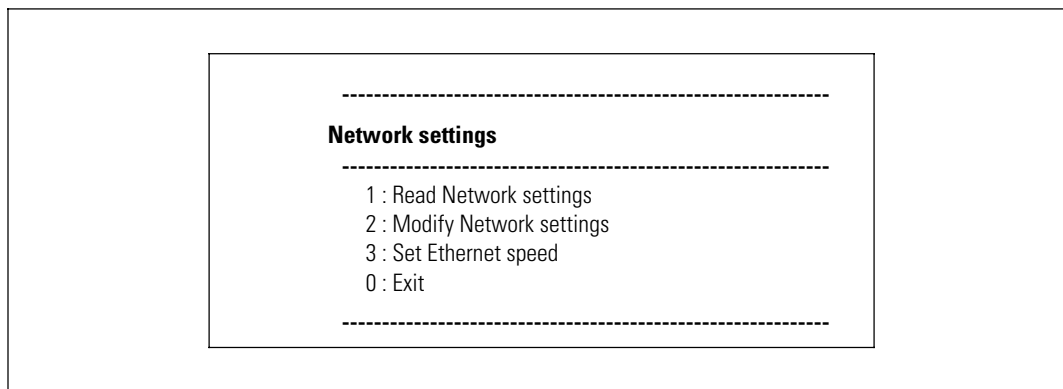 -------------------------------------------------------------
Network settings
-------------------------------------------------------------
1 : Read Network settings
2 : Modify Network settings
3 : Set Ethernet speed
0 : Exit
-------------------------------------------------------------